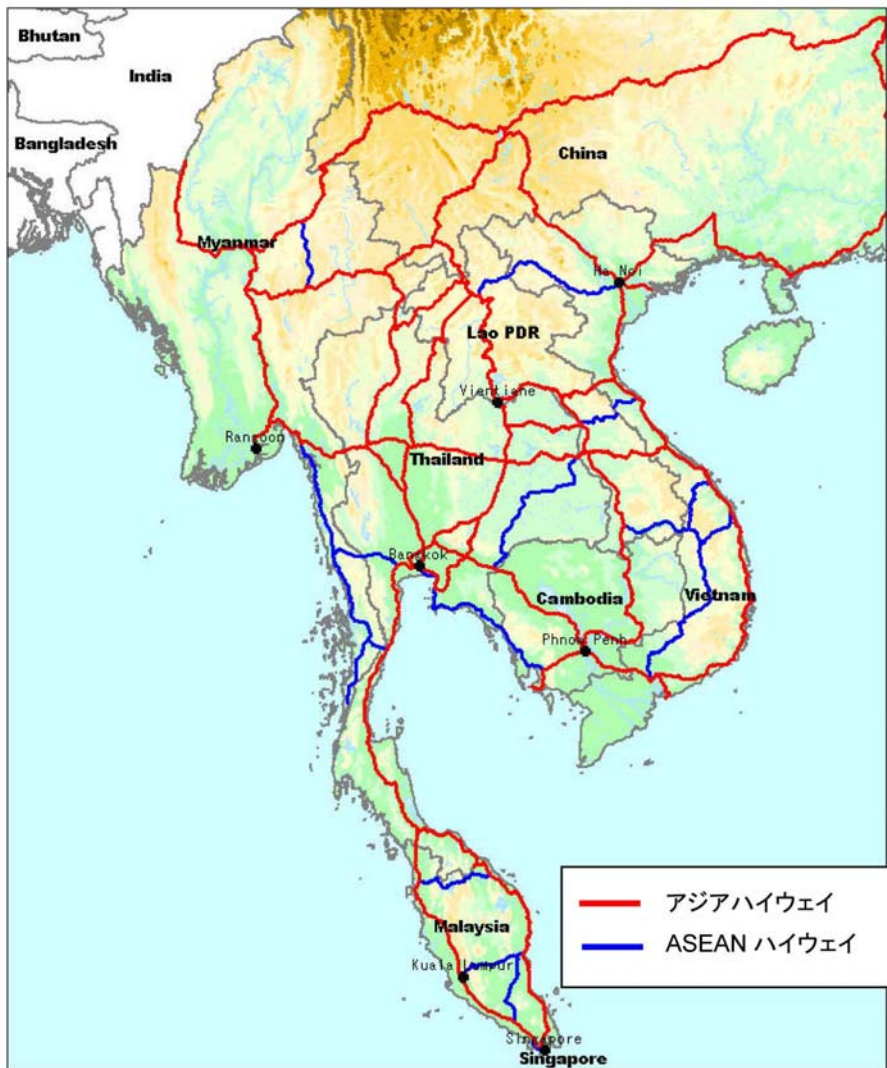 Bhutan
India
Bangladesh
China
Myanmar
Ha Noi
Lao PDR
Vientiane
Rangoon
Thailand
Bangkok
Cambodia
Vietnam
Phnom Penh
アジアハイウェイ
ASEAN ハイウェイ
Malaysia
Kuala Lumpur
Singapore
Singapore